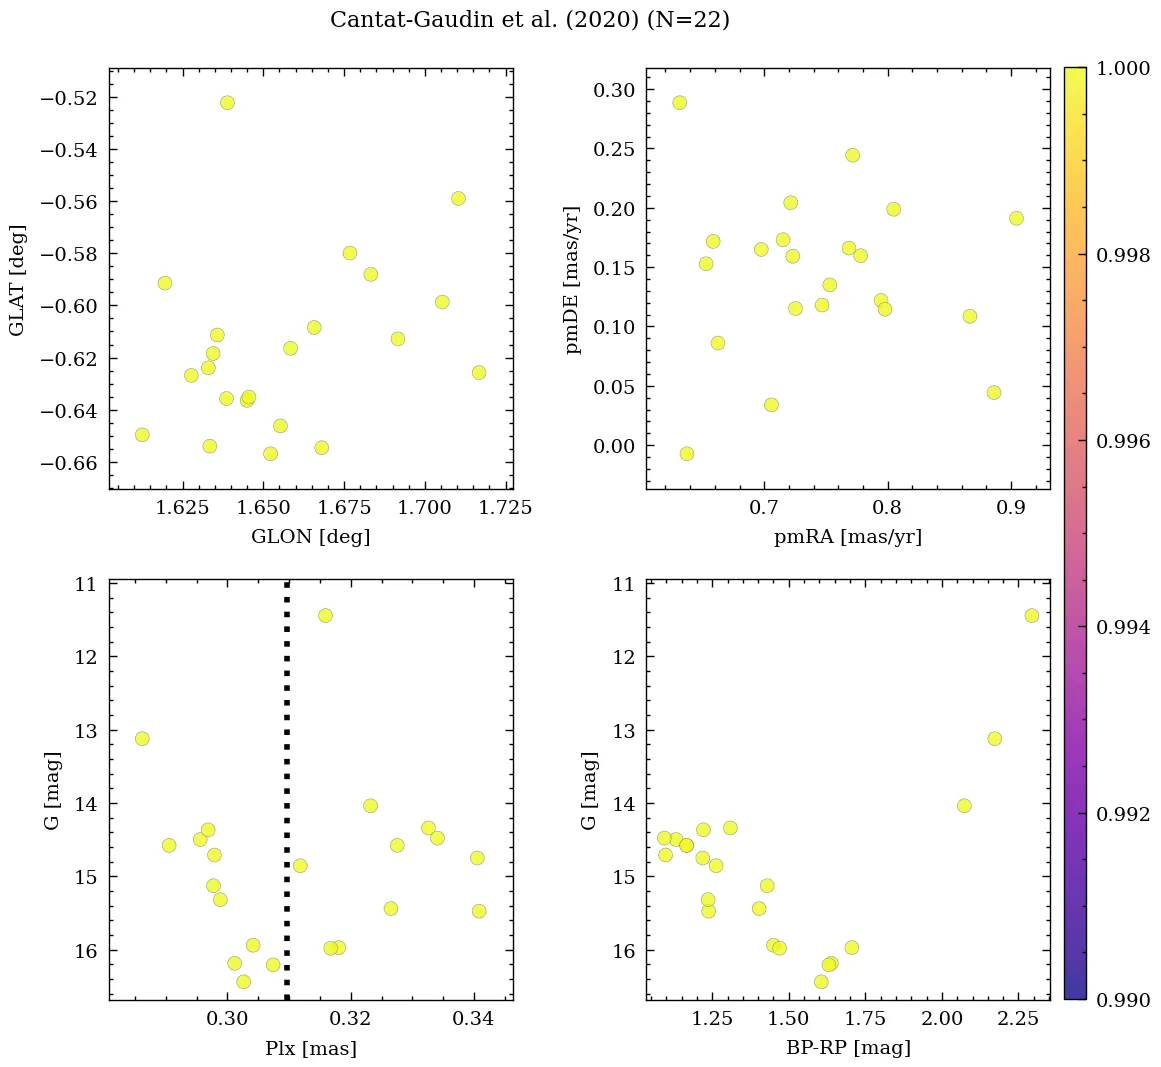 Cantat-Gaudin et al. (2020) (N=22)
−0.52
−0.54
−0.56
−0.58
−0.60
−0.62
−0.64
−0.66
GLAT [deg]
1.625 1.650 1.675 1.700 1.725
GLON [deg]
0.30
0.25
0.20
0.15
0.10
0.05
0.00
pmDE [mas/yr]
0.7 0.8 0.9
pmRA [mas/yr]
11
12
13
14
15
16
G [mag]
0.30 0.32 0.34
Plx [mas]
11
12
13
14
15
16
G [mag]
1.25 1.50 1.75 2.00 2.25
BP-RP [mag]
1.000
0.998
0.996
0.994
0.992
0.990